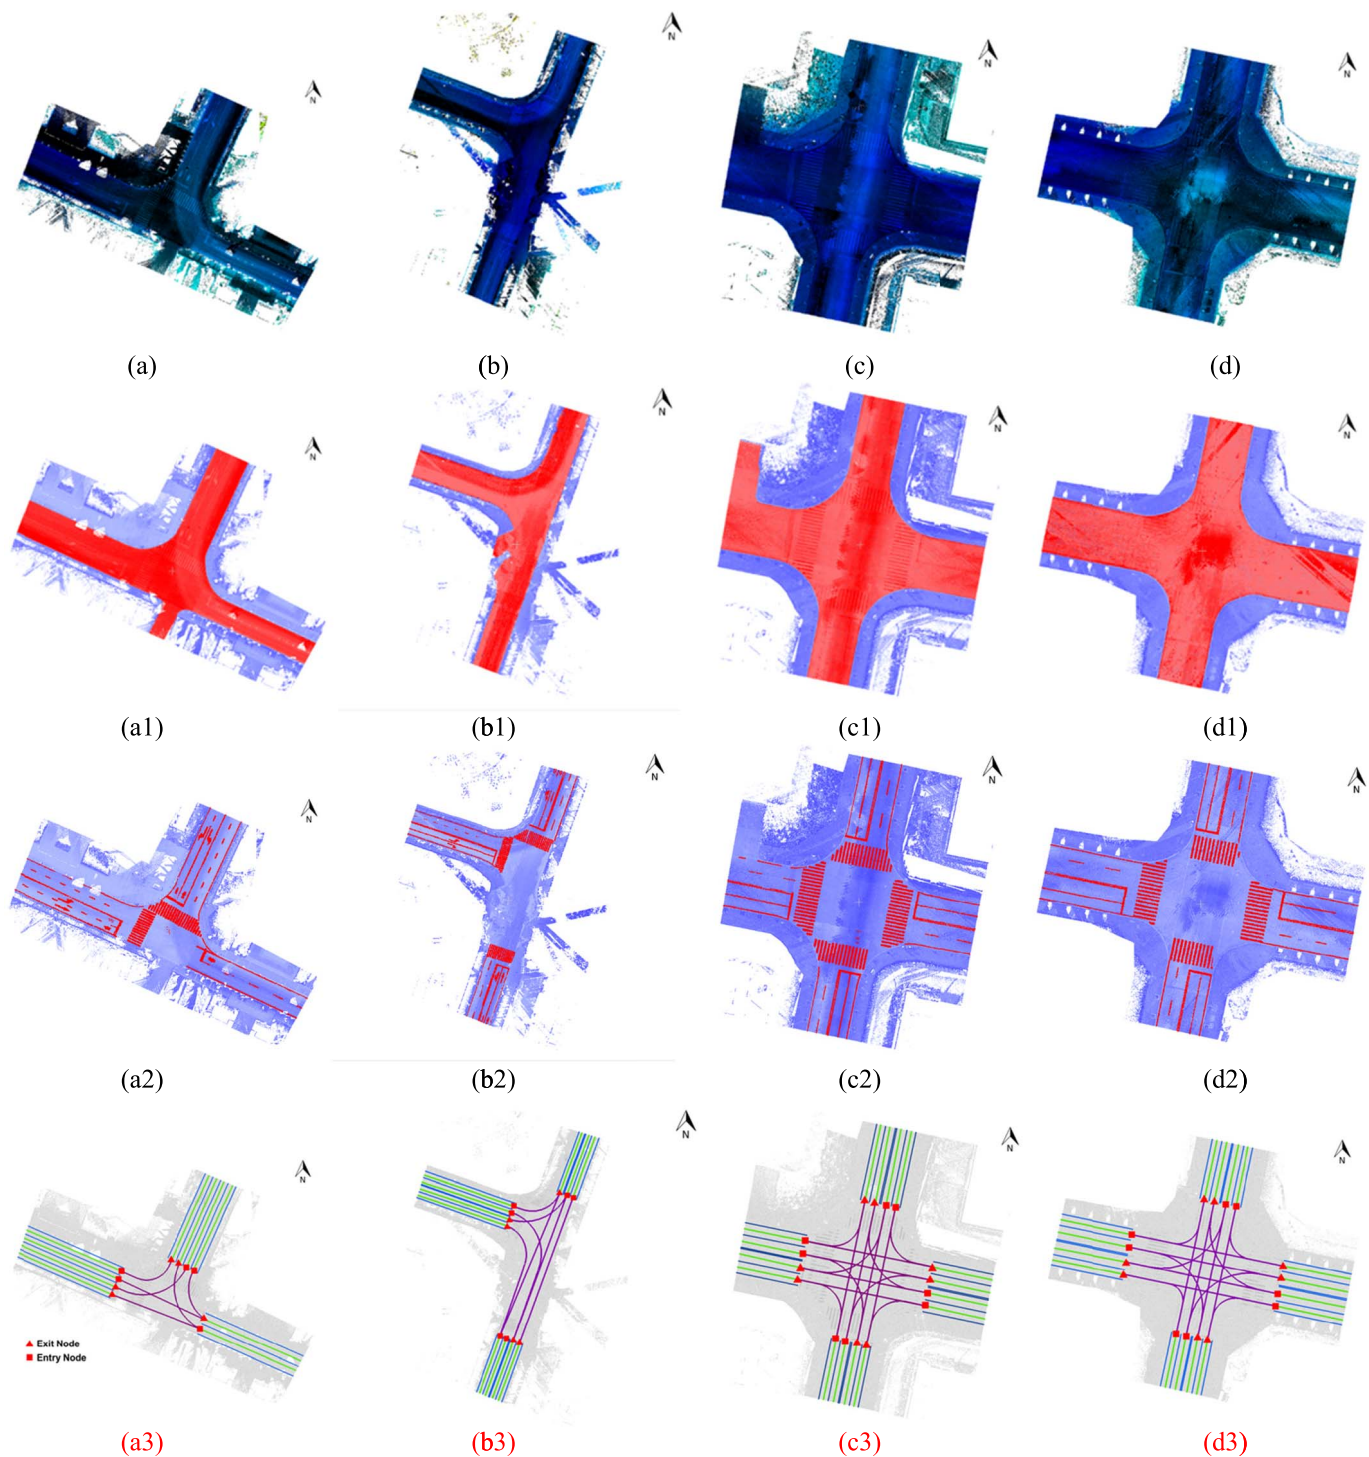 N
N
N
N
(a)
(b)
(c)
(d)
N
N
N
N
(a1)
(b1)
(c1)
(d1)
N
N
N
N
(a2)
(b2)
(c2)
(d2)
N
N
N
N
Exit Node
Entry Node
(a3)
(b3)
(c3)
(d3)